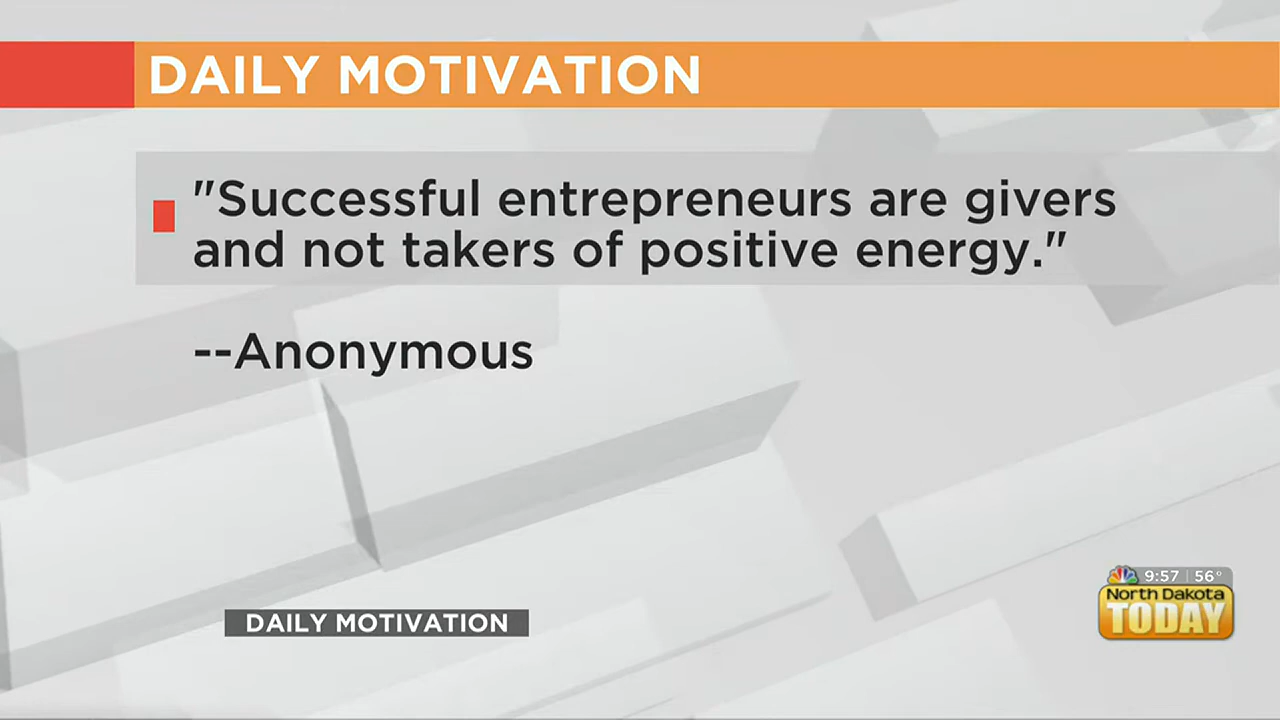 DAILY MOTIVATION
"Successful entrepreneurs are givers
and not takers of positive energy."
--Anonymous
9:57 56°
North Dakota
TODAY
DAILY MOTIVATION